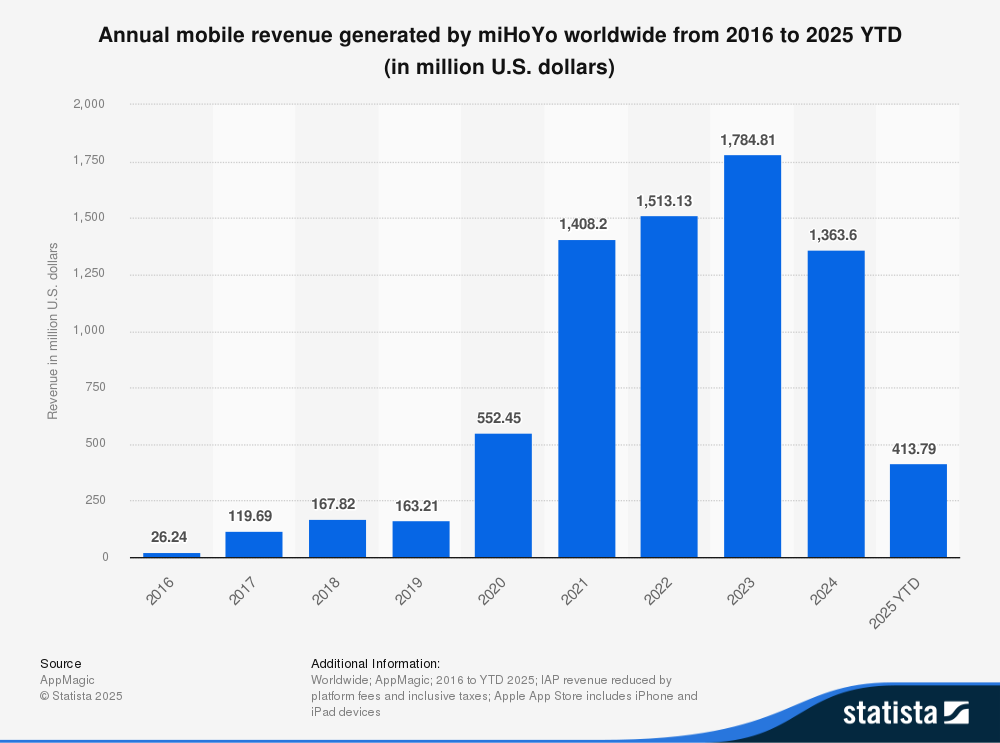 Annual mobile revenue generated by miHoYo worldwide from 2016 to 2025 YTD
(in million U.S. dollars)
Revenue in million U.S. dollars
2,000
1,750
1,500
1,250
1,000
750
500
250
0
26.24
119.69
167.82
163.21
552.45
1,408.2
1,513.13
1,784.81
1,363.6
413.79
2016
2017
2018
2019
2020
2021
2022
2023
2024
2025 YTD
Source
AppMagic
© Statista 2025
Additional Information:
Worldwide; AppMagic; 2016 to YTD 2025; IAP revenue reduced by
platform fees and inclusive taxes; Apple App Store includes iPhone and
iPad devices
statista